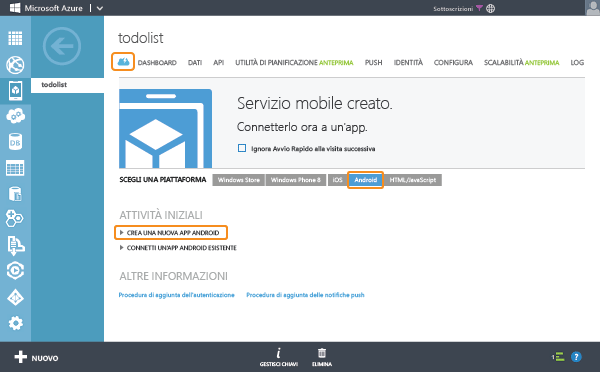 Microsoft Azure
Sottoscrizioni
todolist
todolist
DASHBOARD DATI API UTILITÀ DI PIANIFICAZIONE ANTEPRIMA PUSH IDENTITÀ CONFIGURA SCALABILITÀ ANTEPRIMA LOG
Servizio mobile creato.
Connetterlo ora a un'app.
Ignora Avvio Rapido alla visita successiva
SCEGLI UNA PIATTAFORMA Windows Store Windows Phone 8 iOS Android HTML/JavaScript
ATTIVITÀ INIZIALI
CREA UNA NUOVA APP ANDROID
CONNETTI UN'APP ANDROID ESISTENTE
ALTRE INFORMAZIONI
Procedura di aggiunta dell'autenticazione Procedura di aggiunta delle notifiche push
DB
NUOVO
GESTISCI CHIAVI
ELIMINA
1
?